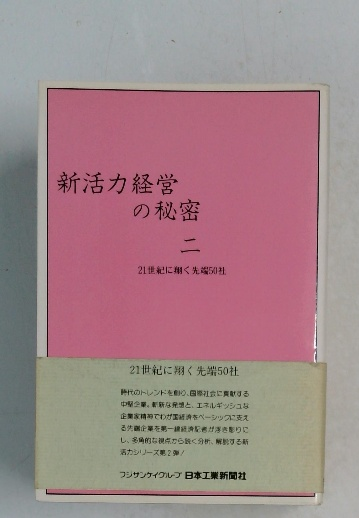 新活力経営
の秘密
二
21世紀に翔く先端50社
21世紀に翔く先端50社
時代のトレンドを創り、国際社会に貢献する
中堅企業。斬新な発想と、エネルギッシュな
企業家精神でわが国経済をベーシックに支え
る先端企業を第一線経済記者が浮き彫りに
し、多角的な視点から鋭く分析、解説する新
活力シリーズ第2弾!
フジサンケイグループ 日本工業新聞社